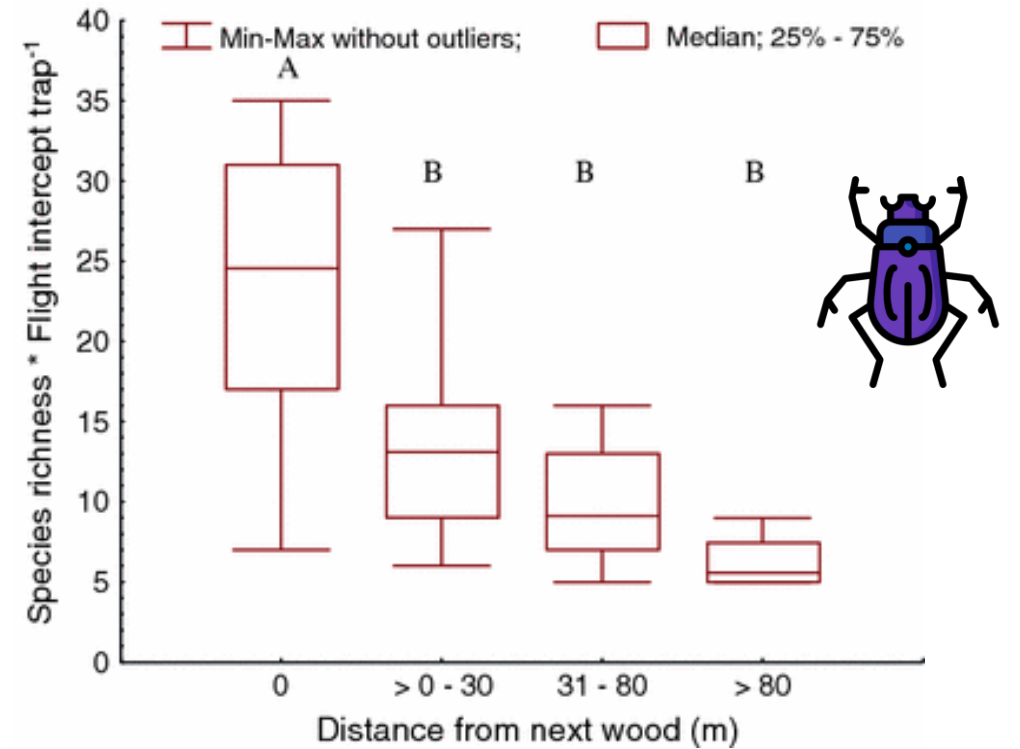 Min-Max without outliers;
Median; 25% - 75%
A
B
B
B
Species richness * Flight intercept trap⁻¹
40
35
30
25
20
15
10
5
0
0
> 0 - 30
31 - 80
> 80
Distance from next wood (m)